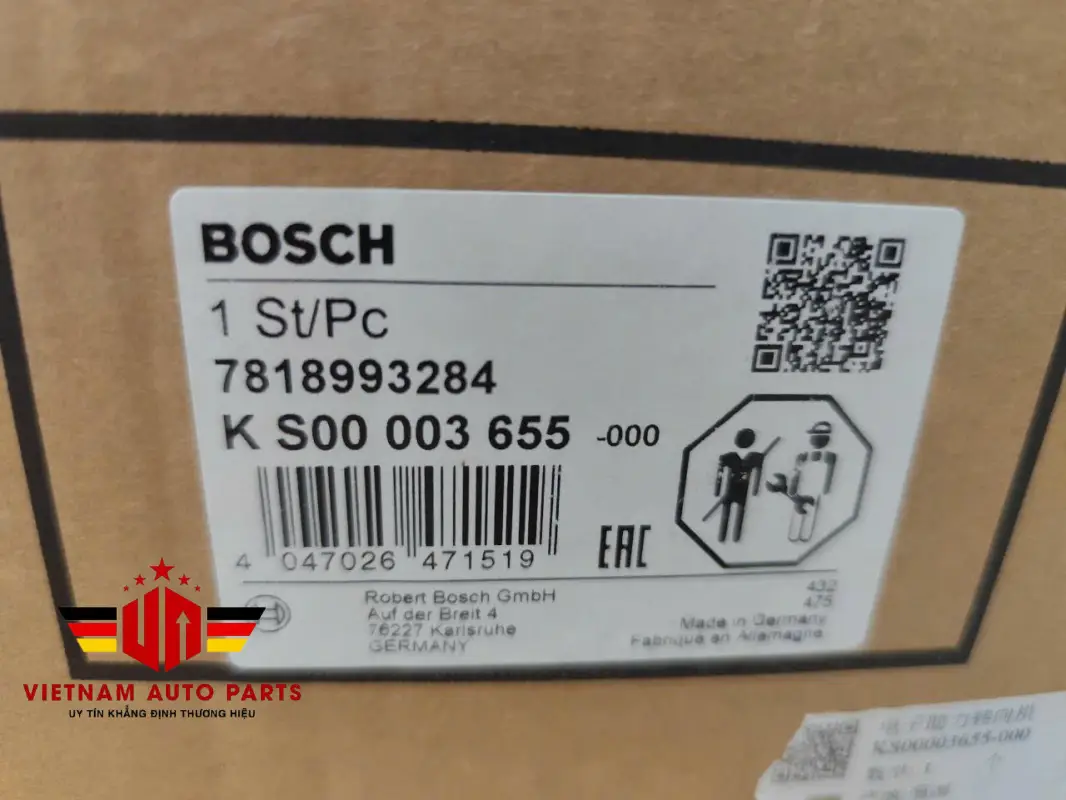 BOSCH
1 St/Pc
7818993284
K S00 003 655 -000
4 047026 471519
EAC
Robert Bosch GmbH
Auf der Breit 4
76227 Karlsruhe
GERMANY
432
475
Made in Germany
Fabriqué en Allemagne
VIETNAM AUTO PARTS
UY TÍN KHẲNG ĐỊNH THƯƠNG HIỆU
KS00003655-000